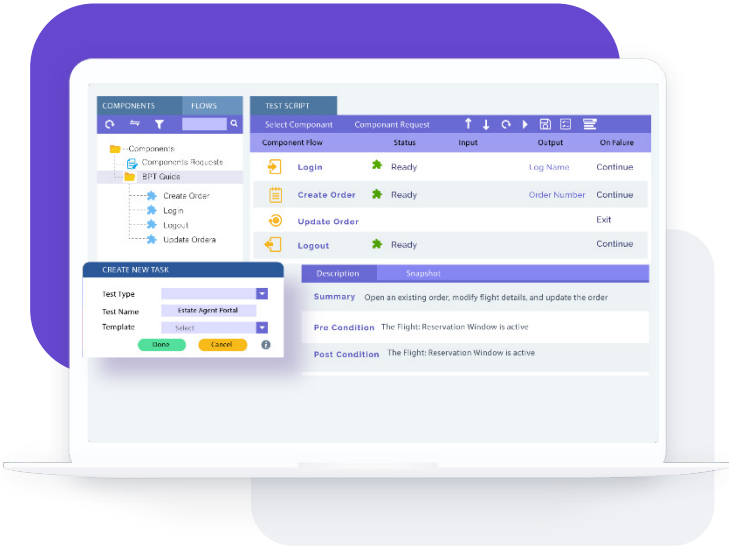 COMPONENTS FLOWS
Components
Components Requests
BPT Guide
Create Order
Login
Logout
Update Ordera
TEST SCRIPT
Select Componant Componant Request
Component Flow Status Input Output On Falure
Login Ready Log Name Continue
Create Order Ready Order Number Continue
Update Order Exit
Logout Ready Continue
CREATE NEW TASK
Test Type
Test Name Estate Agent Portal
Template Select
Done Cancel i
Description Snapshot
Summary Open an existing order, modify flight details, and update the order
Pre Condition The Flight: Reservation Window is active
Post Condition The Flight: Reservation Window is active